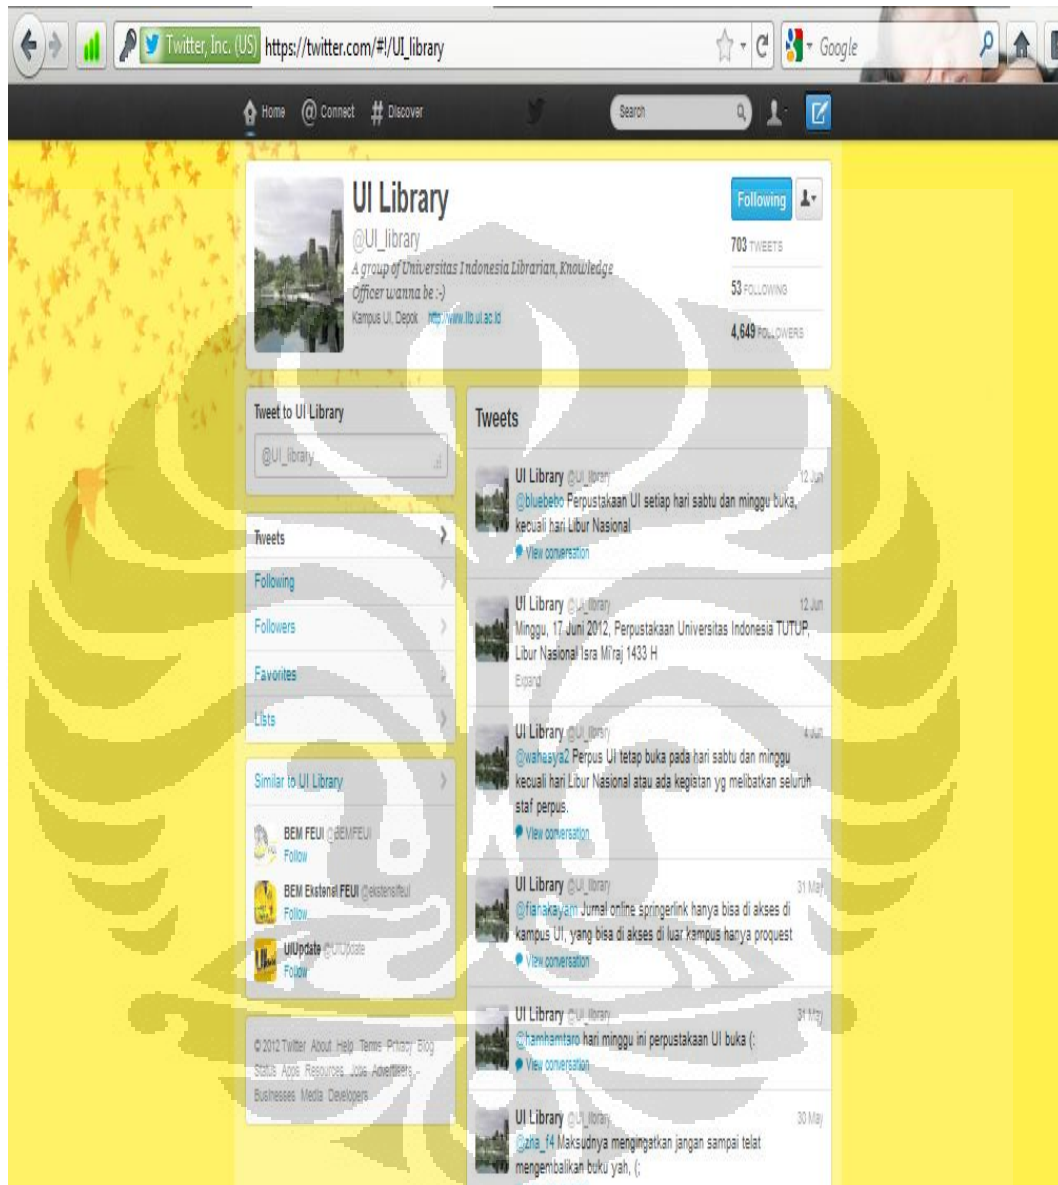 Twitter, Inc. (US) https://twitter.com/#!/UI_library
Google
Home @ Connect # Discover
Search
UI Library
@UI_library
A group of Universitas Indonesia Librarian, Knowledge
Officer wanna be :-)
Kampus UI, Depok http://www.lib.ui.ac.id
Following
703 TWEETS
53 FOLLOWING
4,649 FOLLOWERS
Tweet to UI Library
@UI_library
Tweets
Following
Followers
Favorites
Lists
Similar to UI Library
BEM FEUI @BEMFEUI
Follow
BEM Ekstensi FEUI @ekstensifeui
Follow
UIUpdate @UIUpdate
Follow
© 2012 Twitter About Help Terms Privacy Blog
Status Apps Resources Jobs Advertisers
Businesses Media Developers
Tweets
UI Library @UI_library 12 Jun
@bluebebo Perpustakaan UI setiap hari sabtu dan minggu buka,
kecuali hari Libur Nasional
View conversation
UI Library @UI_library 12 Jun
Minggu, 17 Juni 2012, Perpustakaan Universitas Indonesia TUTUP,
Libur Nasional Isra Mi'raj 1433 H
Expand
UI Library @UI_library 4 Jun
@wahasya2 Perpus UI tetap buka pada hari sabtu dan minggu
kecuali hari Libur Nasional atau ada kegistan yg melibatkan seluruh
staf perpus.
View conversation
UI Library @UI_library 31 May
@fianakayam Jurnal online springerlink hanya bisa di akses di
kampus UI, yang bisa di akses di luar kampus hanya proquest
View conversation
UI Library @UI_library 31 May
@hamhamtaro hari minggu ini perpustakaan UI buka (:
View conversation
UI Library @UI_library 30 May
@zha_f4 Maksudnya mengingatkan jangan sampai telat
mengembalikan buku yah, (;